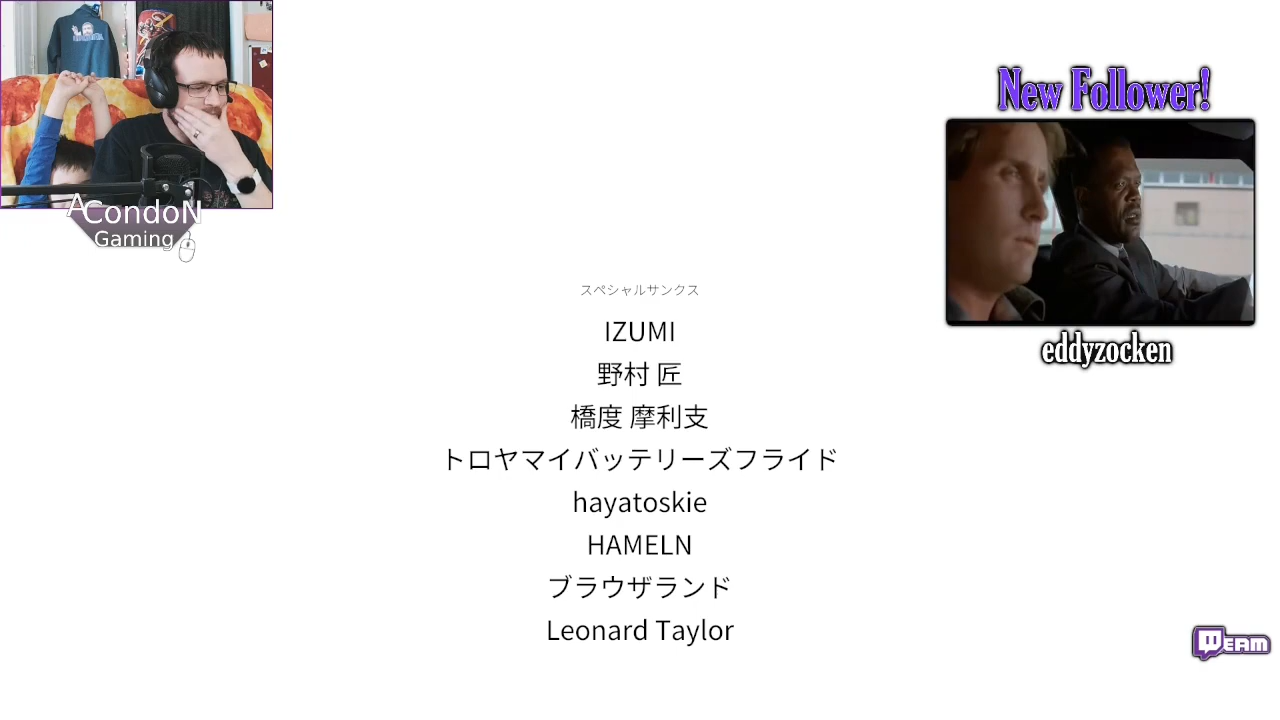 ACondoN
Gaming
New Follower!
eddyzocken
スペシャルサンクス
IZUMI
野村 匠
橋度 摩利支
トロヤマイバッテリーズフライド
hayatoskie
HAMELN
ブラウザランド
Leonard Taylor
WEAM